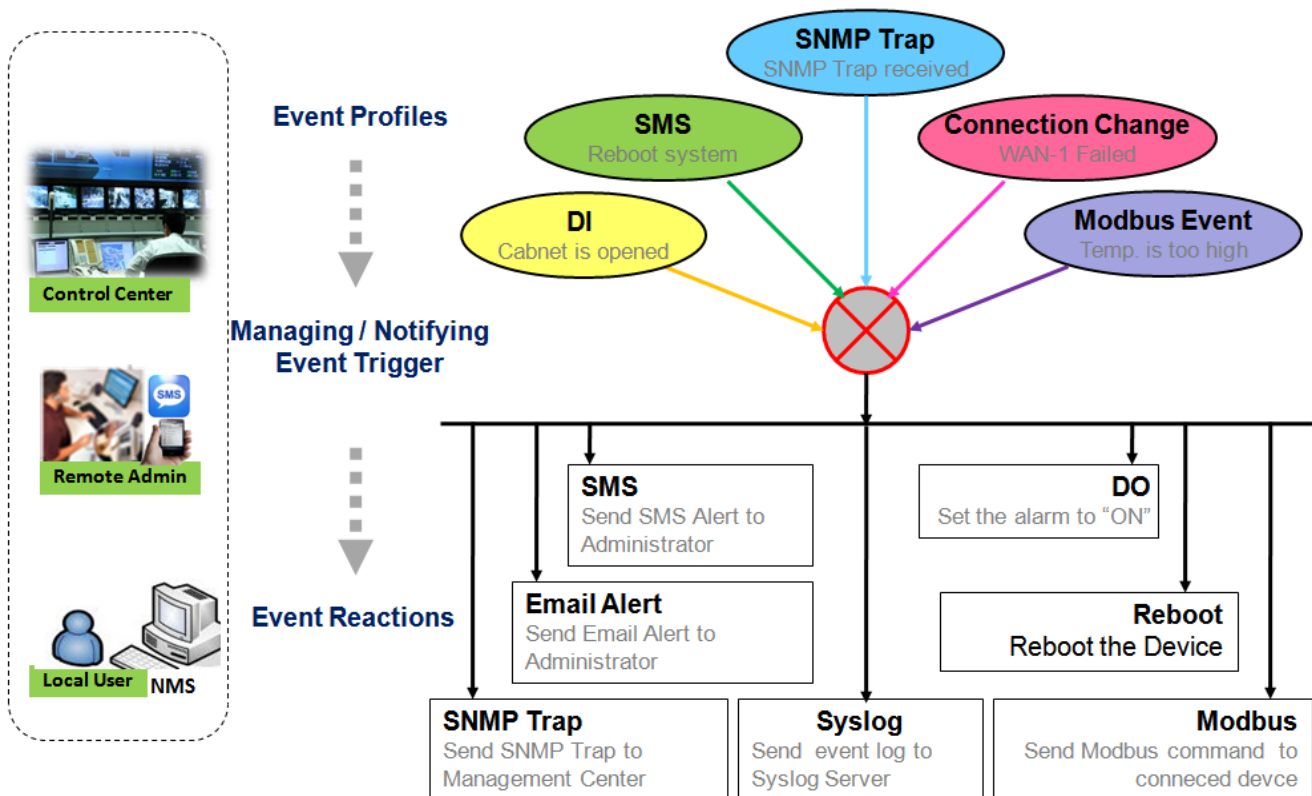 SNMP Trap
SNMP Trap received
Event Profiles
SMS
Reboot system
Connection Change
WAN-1 Failed
DI
Cabnet is opened
Modbus Event
Temp. is too high
Control Center
Managing / Notifying
Event Trigger
SMS
Remote Admin
SMS
Send SMS Alert to
Administrator
DO
Set the alarm to “ON”
Event Reactions
Email Alert
Send Email Alert to
Administrator
Reboot
Reboot the Device
Local User
NMS
SNMP Trap
Send SNMP Trap to
Management Center
Syslog
Send event log to
Syslog Server
Modbus
Send Modbus command to
conneced devce